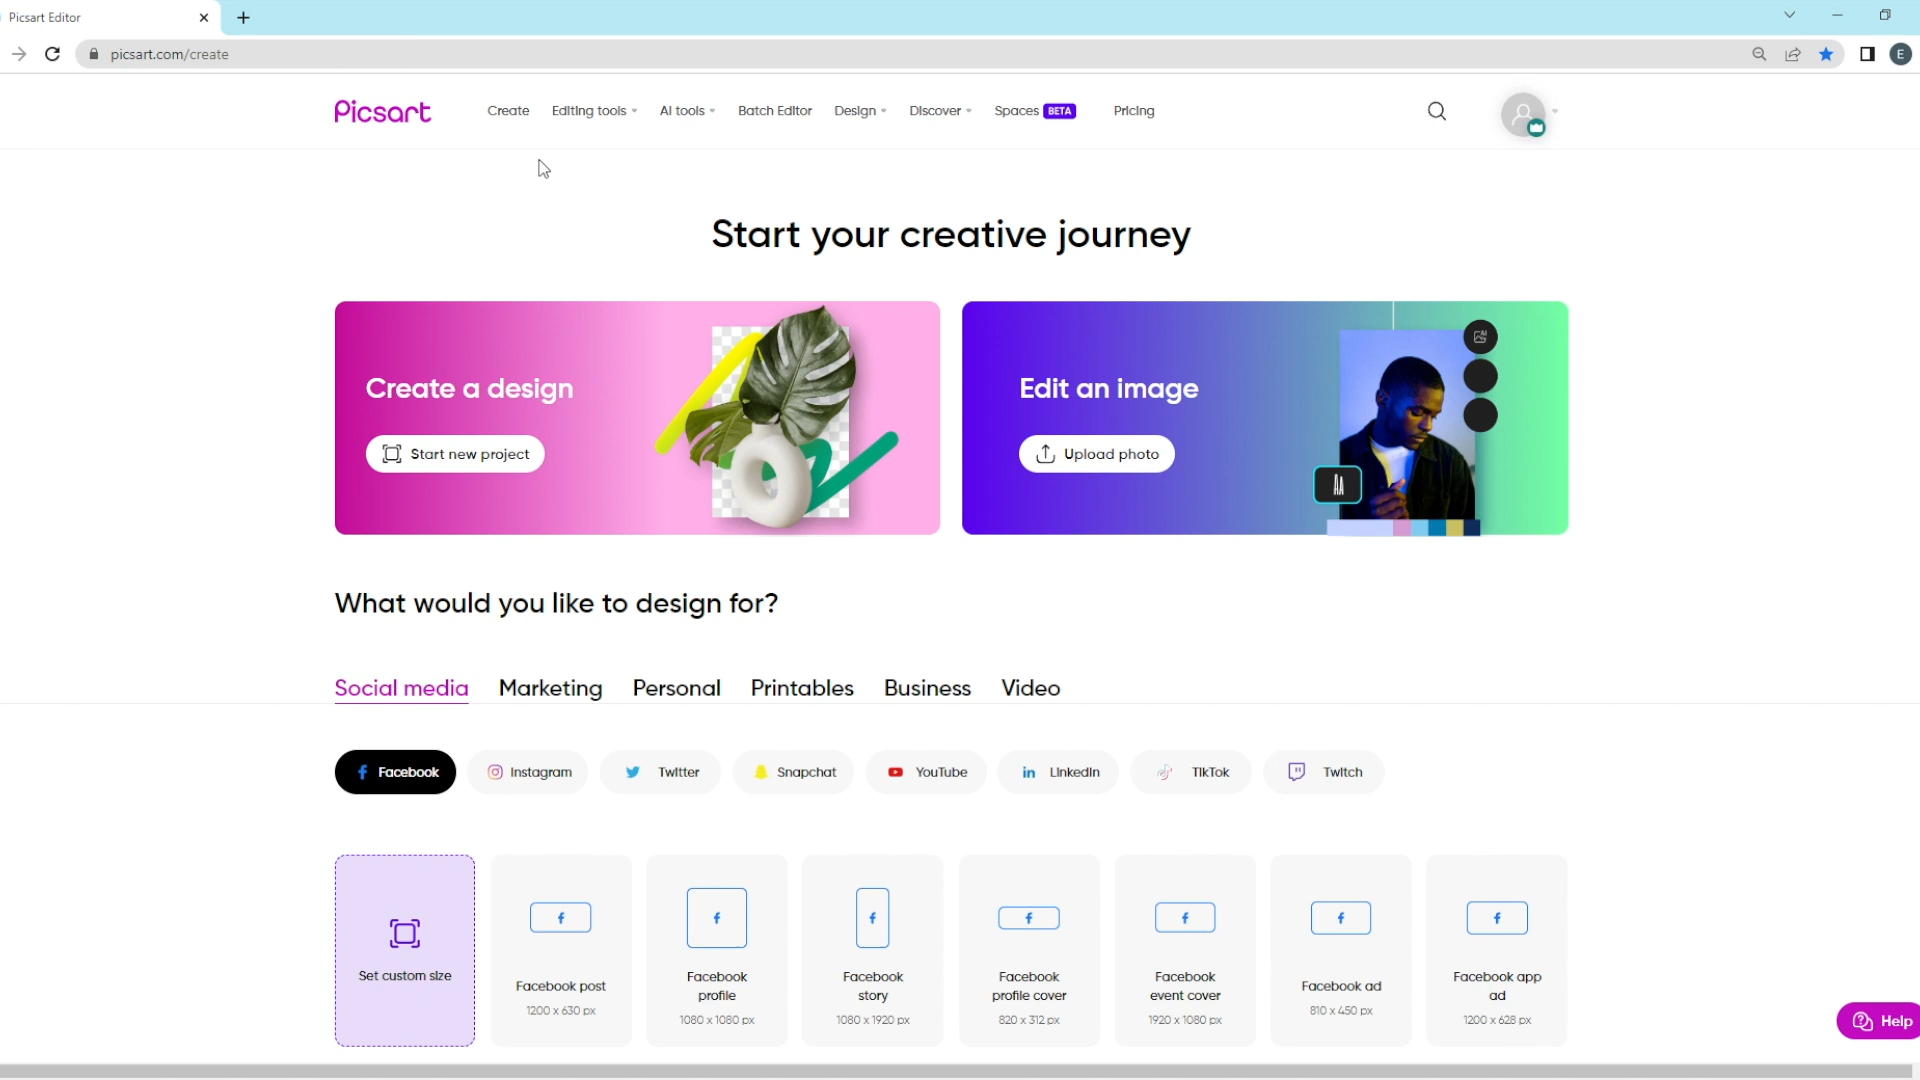 Picsart Editor
picsart.com/create
E
Picsart
Create
Editing tools
AI tools
Batch Editor
Design
Discover
Spaces BETA
Pricing
Start your creative journey
Create a design
Start new project
Edit an image
Upload photo
AI
Aa
What would you like to design for?
Social media
Marketing
Personal
Printables
Business
Video
Facebook
Instagram
Twitter
Snapchat
YouTube
LinkedIn
TikTok
Twitch
Set custom size
Facebook post
1200 x 630 px
Facebook
profile
1080 x 1080 px
Facebook
story
1080 x 1920 px
Facebook
profile cover
820 x 312 px
Facebook
event cover
1920 x 1080 px
Facebook ad
810 x 450 px
Facebook app
ad
1200 x 628 px
Help